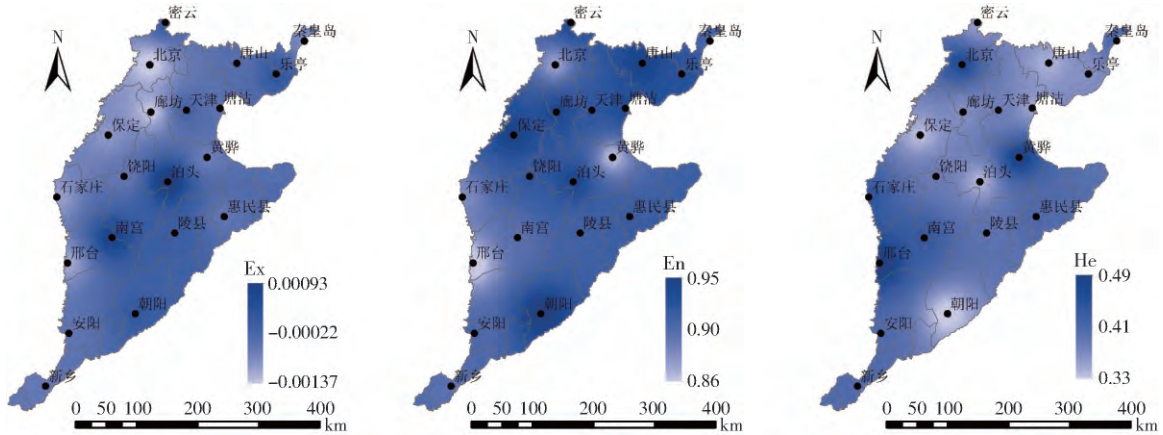 密云
秦皇岛
N
北京
唐山
乐亭
廊坊
天津
塘沽
保定
黄骅
饶阳
泊头
石家庄
惠民县
南宫
陵县
邢台
Ex
0.00093
-0.00022
-0.00137
朝阳
安阳
新乡
0 50 100 200 300 400
km
密云
秦皇岛
N
北京
唐山
乐亭
廊坊
天津
塘沽
保定
黄骅
饶阳
泊头
石家庄
惠民县
南宫
陵县
邢台
En
0.95
0.90
0.86
朝阳
安阳
新乡
0 50 100 200 300 400
km
密云
秦皇岛
N
北京
唐山
乐亭
廊坊
天津
塘沽
保定
黄骅
饶阳
泊头
石家庄
惠民县
南宫
陵县
邢台
He
0.49
0.41
0.33
朝阳
安阳
新乡
0 50 100 200 300 400
km